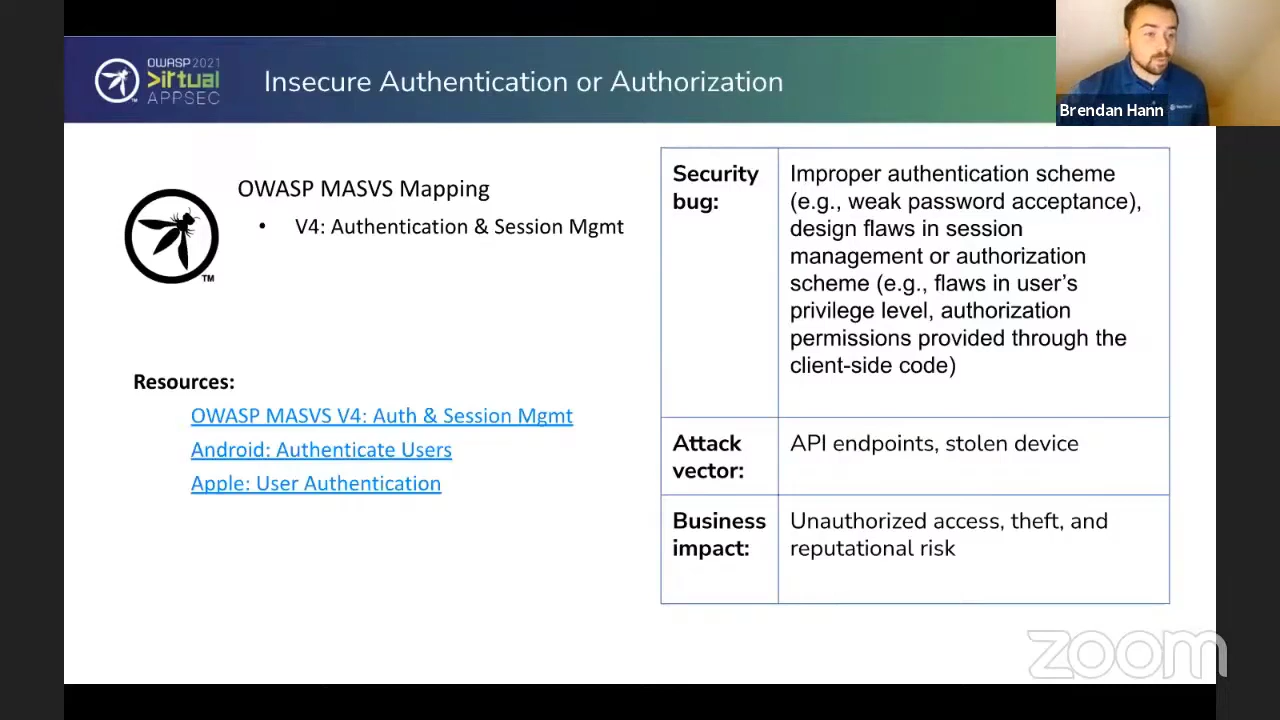 OWASP 2021
Virtual
APPSEC
Insecure Authentication or Authorization
Brendan Hann
OWASP MASVS Mapping
• V4: Authentication & Session Mgmt
TM
Resources:
OWASP MASVS V4: Auth & Session Mgmt
Android: Authenticate Users
Apple: User Authentication
Security
bug:
Improper authentication scheme
(e.g., weak password acceptance),
design flaws in session
management or authorization
scheme (e.g., flaws in user’s
privilege level, authorization
permissions provided through the
client-side code)
Attack
vector:
API endpoints, stolen device
Business
impact:
Unauthorized access, theft, and
reputational risk
zoom